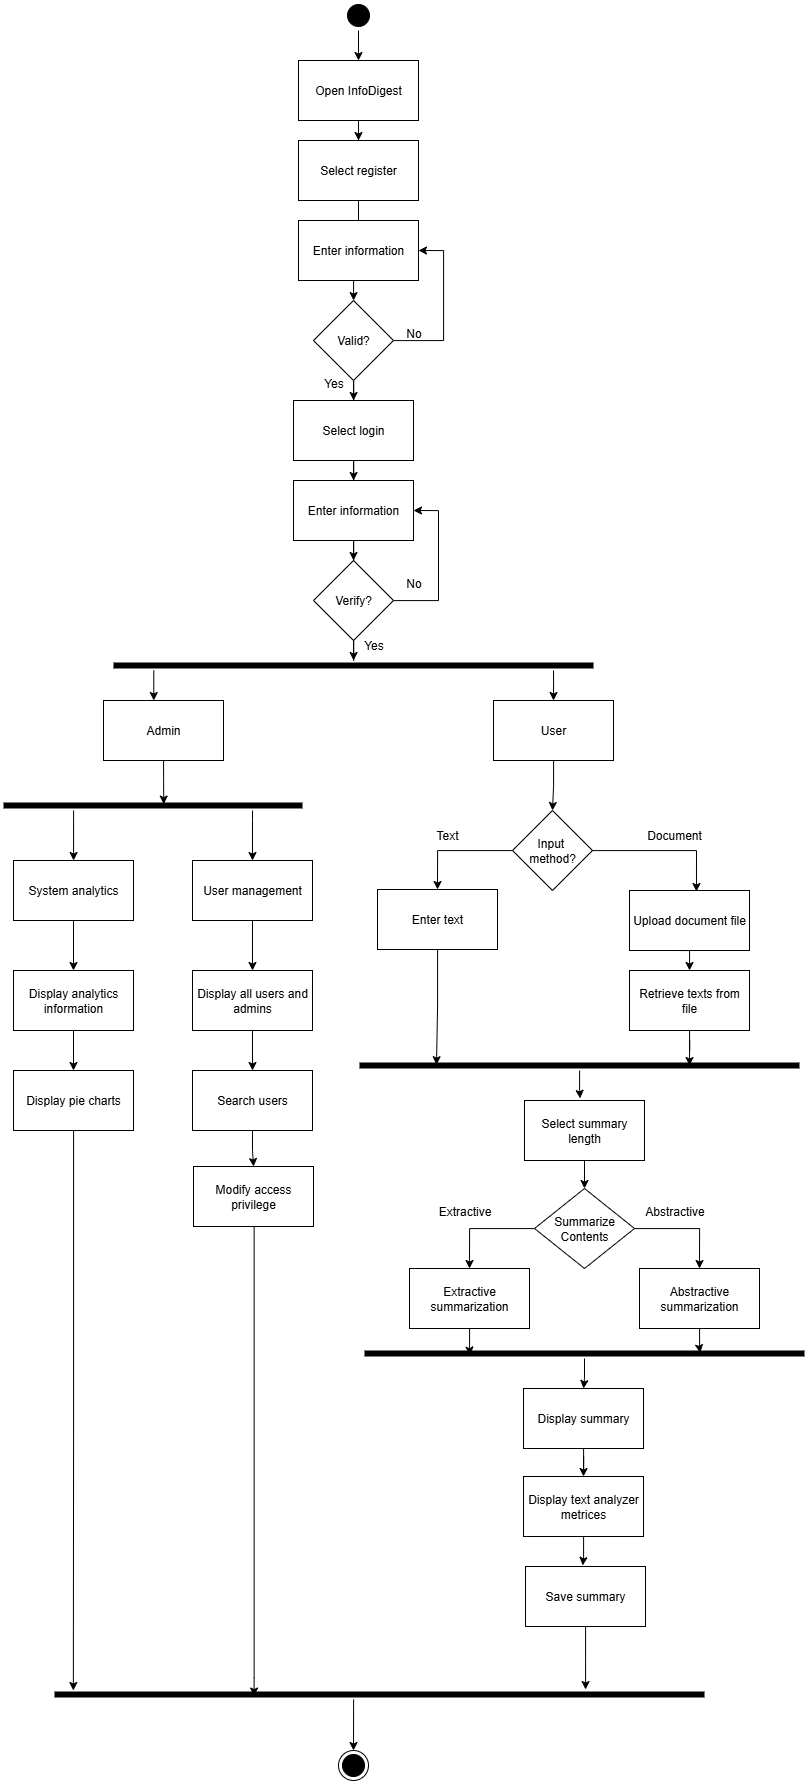 Open InfoDigest
Select register
Enter information
Valid?
No
Yes
Select login
Enter information
Verify?
No
Yes
Admin
User
Text
Input
method?
Document
System analytics
User management
Enter text
Upload document file
Display analytics
information
Display all users and
admins
Retrieve texts from
file
Display pie charts
Search users
Select summary
length
Modify access
privilege
Extractive
Summarize
Contents
Abstractive
Extractive
summarization
Abstractive
summarization
Display summary
Display text analyzer
metrices
Save summary